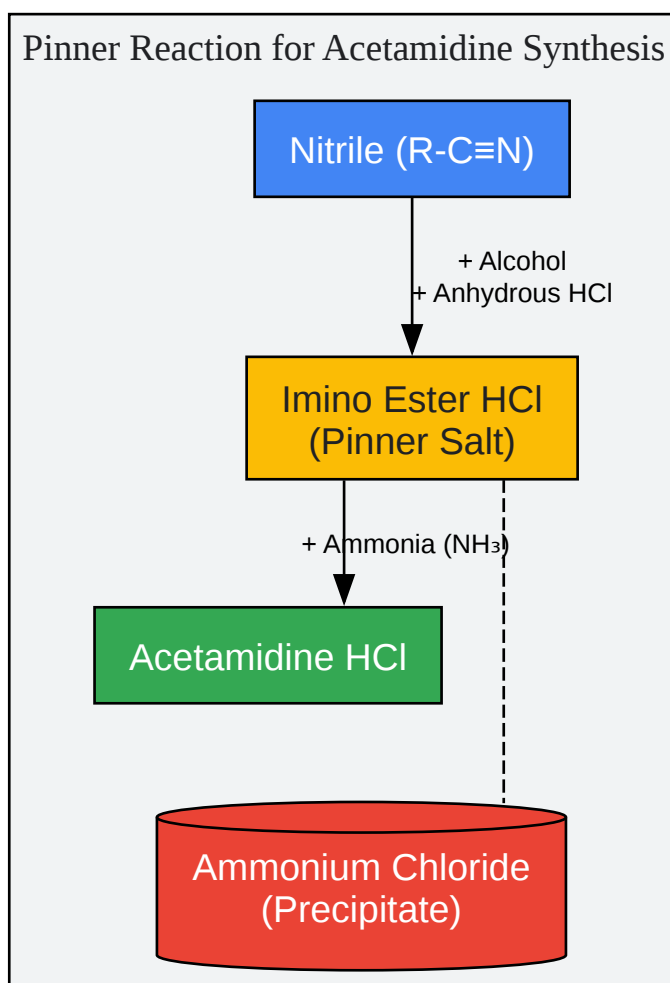 Pinner Reaction for Acetamidine Synthesis
Nitrile (R-C≡N)
+ Alcohol
+ Anhydrous HCl
Imino Ester HCl
(Pinner Salt)
+ Ammonia (NH₃)
Acetamidine HCl
Ammonium Chloride
(Precipitate)